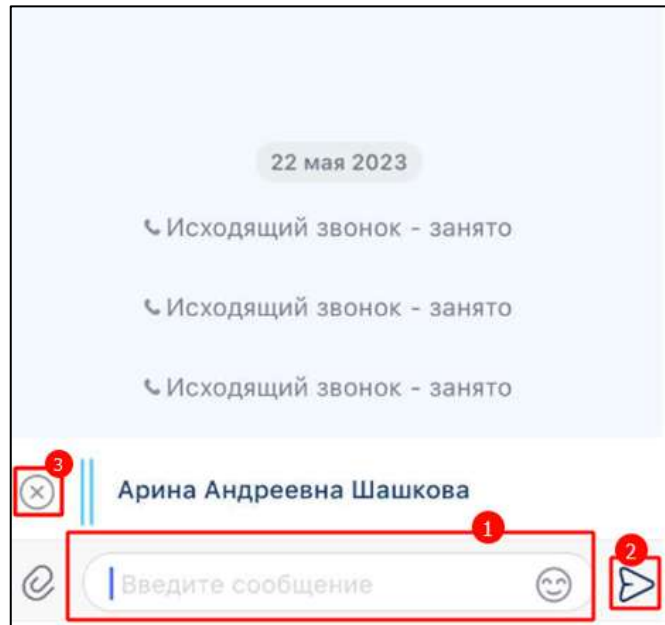 22 мая 2023
Исходящий звонок - занято
Исходящий звонок - занято
Исходящий звонок - занято
3
Арина Андреевна Шашкова
1
2
Введите сообщение